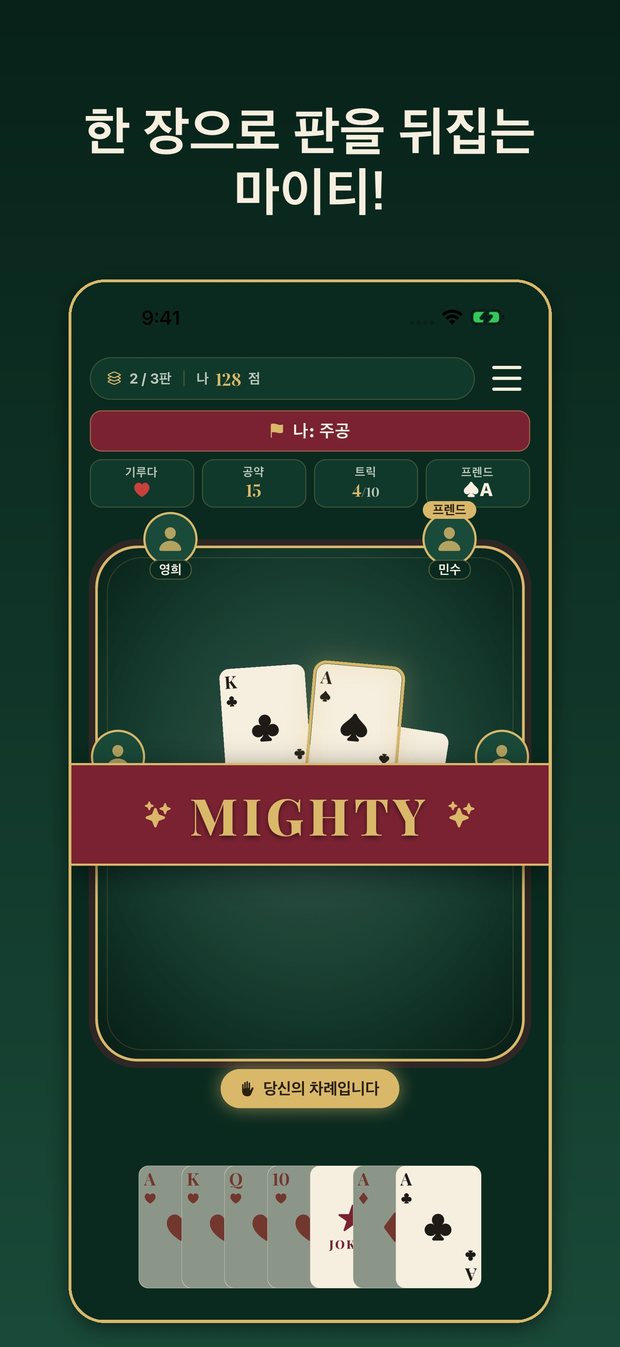 한 장으로 판을 뒤집는
마이티!
9:41
2 / 3판 나 128 점
나: 주공
기루다 공약 트릭 프렌드
15 4/10 A
프렌드
영희 민수
K A
MIGHTY
당신의 차례입니다
A K Q 10 A A
JOK
A